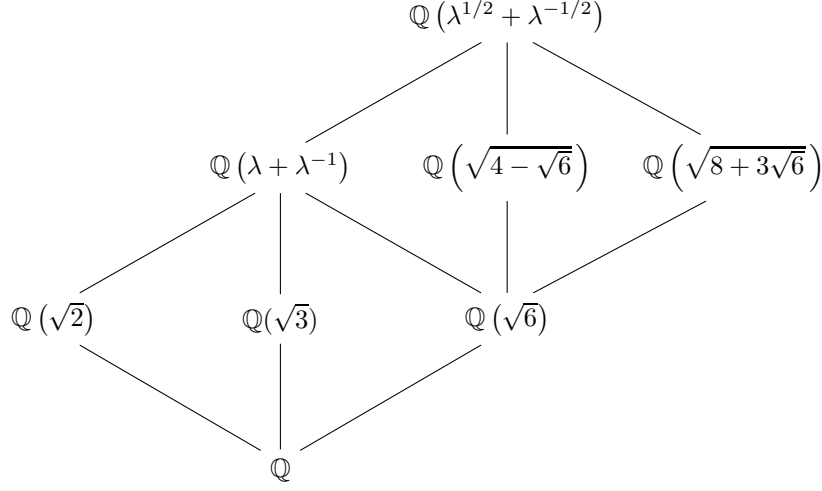 ℚ (λ^{1/2} + λ^{−1/2})
ℚ (λ + λ^{−1}) ℚ (√(4 − √6)) ℚ (√(8 + 3√6))
ℚ (√2) ℚ(√3) ℚ (√6)
ℚ